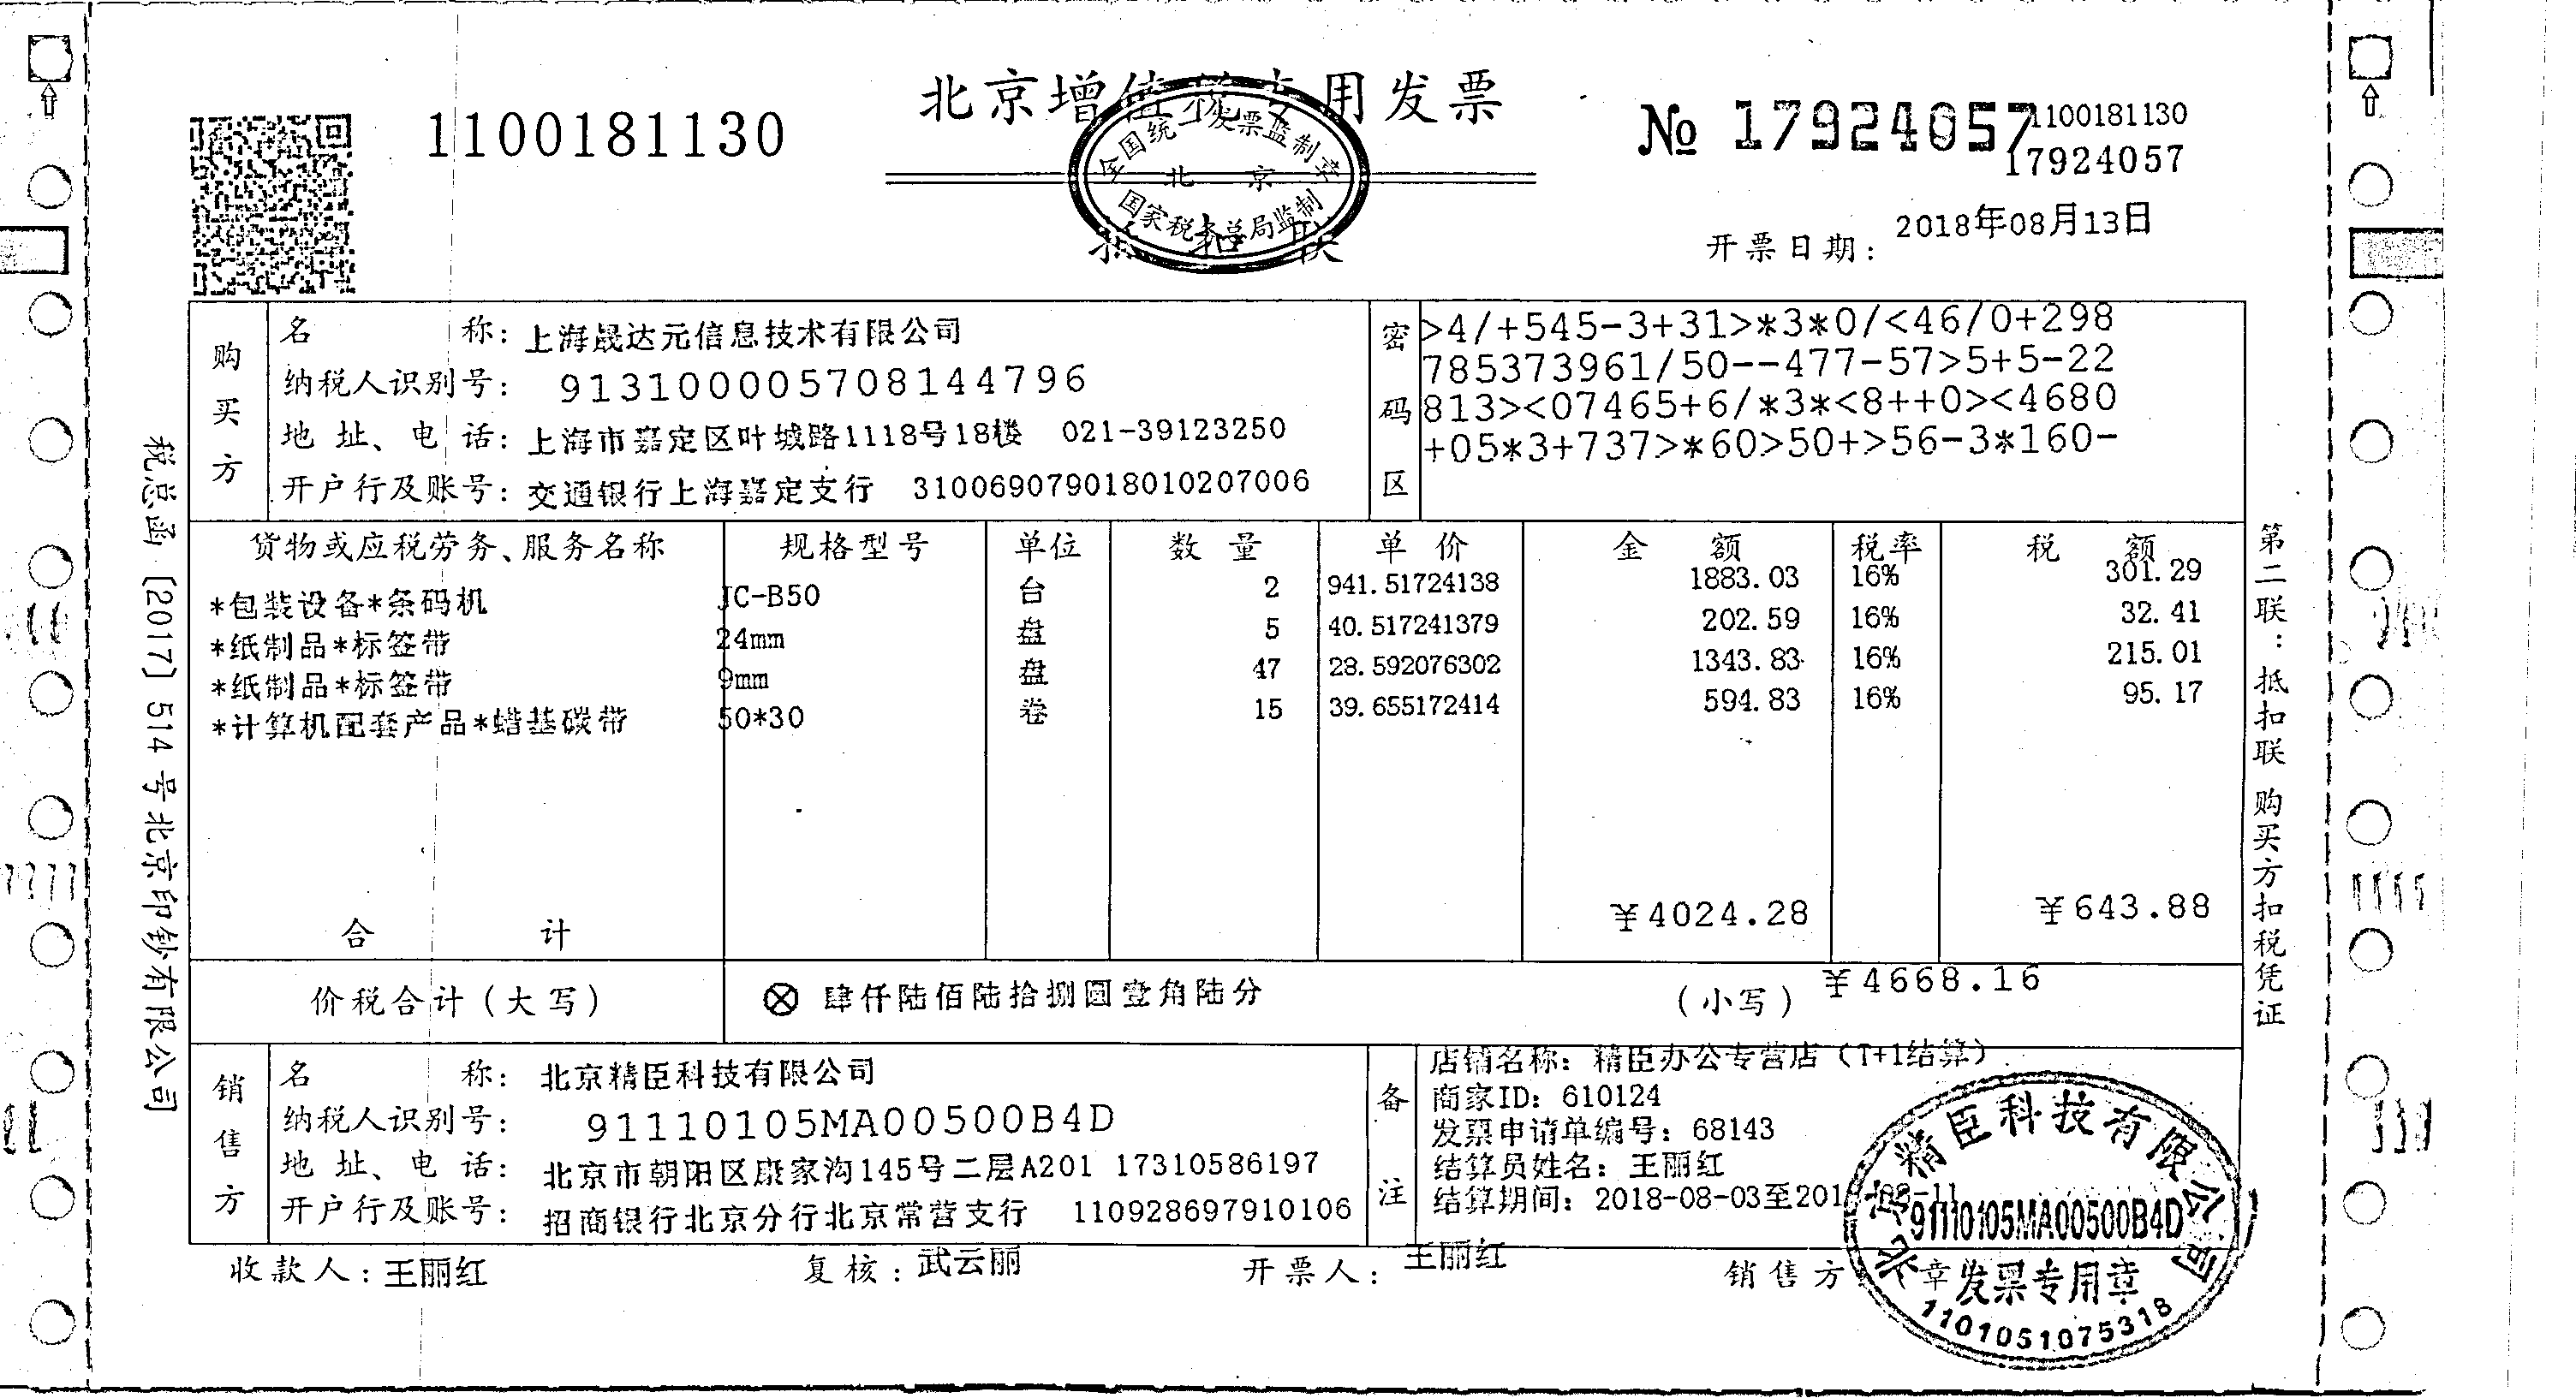 北京增值税专用发票
1100181130
№ 17924057
1100181130
17924057
全国统一发票监制章
北京
国家税务总局监制
抵扣联
开票日期: 2018年08月13日
购买方
名称: 上海晟达元信息技术有限公司
纳税人识别号: 913100005708144796
地址、电话: 上海市嘉定区叶城路1118号18楼 021-39123250
开户行及账号: 交通银行上海嘉定支行 310069079018010207006
密码区
>4/+545-3+31>*3*0/<46/0+298
785373961/50--477-57>5+5-22
813><07465+6/*3*<8++0><4680
+05*3+737>*60>50+>56-3*160-
货物或应税劳务、服务名称 规格型号 单位 数量 单价 金额 税率 税额
*包装设备*条码机 JC-B50 台 2 941.51724138 1883.03 16% 301.29
*纸制品*标签带 24mm 盘 5 40.517241379 202.59 16% 32.41
*纸制品*标签带 9mm 盘 47 28.592076302 1343.83 16% 215.01
*计算机配套产品*蜡基碳带 50*30 卷 15 39.655172414 594.83 16% 95.17
合计 ¥4024.28 ¥643.88
价税合计(大写) ⊗ 肆仟陆佰陆拾捌圆壹角陆分 (小写) ¥4668.16
销售方
名称: 北京精臣科技有限公司
纳税人识别号: 91110105MA00500B4D
地址、电话: 北京市朝阳区康家沟145号二层A201 17310586197
开户行及账号: 招商银行北京分行北京常营支行 110928697910106
备注
店铺名称: 精臣办公专营店(T+1结算)
商家ID: 610124
发票申请单编号: 68143
结算员姓名: 王丽红
结算期间: 2018-08-03至2018-08-11
收款人: 王丽红 复核: 武云丽 开票人: 王丽红 销售方: 章
北京精臣科技有限公司
91110105MA00500B4D
发票专用章
1101051075318
税总函〔2017〕514号北京印钞有限公司
第二联:抵扣联 购买方扣税凭证